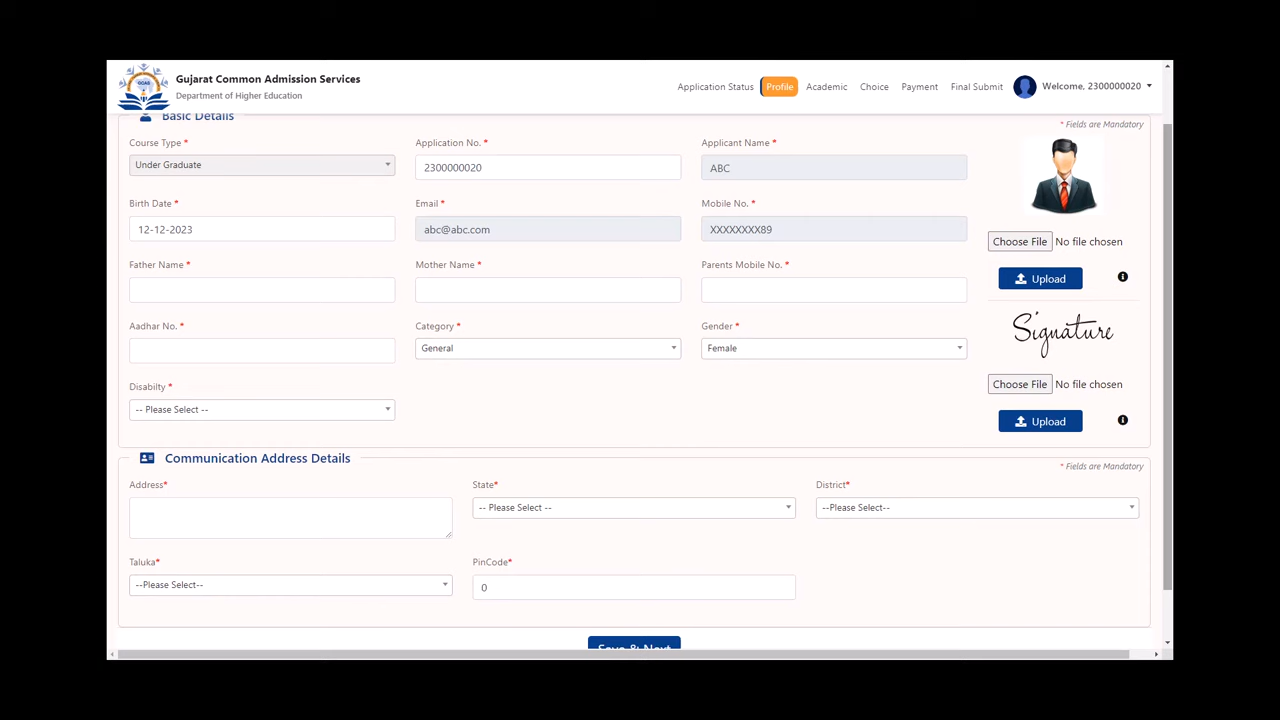 Gujarat Common Admission Services
Department of Higher Education
Application Status Profile Academic Choice Payment Final Submit Welcome, 2300000020
GCAS
Basic Details
* Fields are Mandatory
Course Type * Application No. * Applicant Name *
Under Graduate 2300000020 ABC
Birth Date * Email * Mobile No. *
12-12-2023 abc@abc.com XXXXXXXX89
Choose File No file chosen
Father Name * Mother Name * Parents Mobile No. *
Upload
Aadhar No. * Category * Gender *
General Female
Signature
Choose File No file chosen
Disabilty *
-- Please Select --
Upload
Communication Address Details
* Fields are Mandatory
Address* State* District*
-- Please Select -- --Please Select--
Taluka* PinCode*
--Please Select-- 0
Save & Next